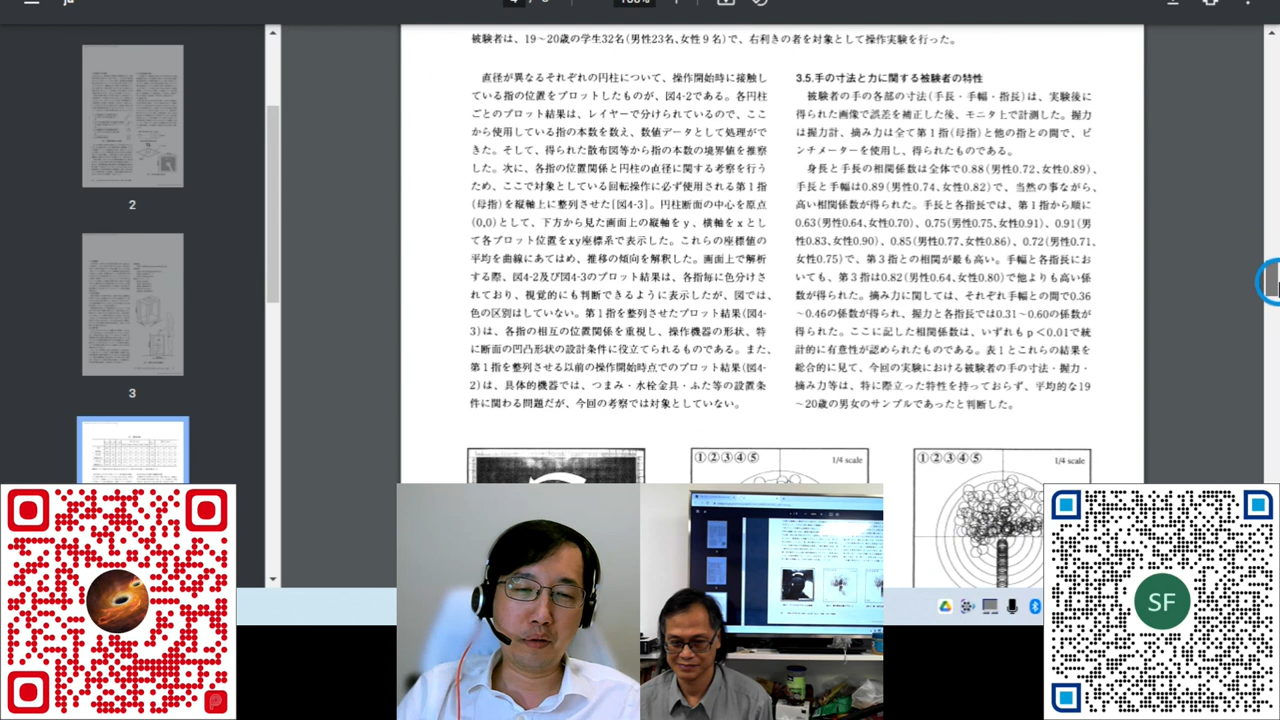 ja
100%
被験者は、19～20歳の学生32名(男性23名,女性9名)で、右利きの者を対象として操作実験を行った。
直径が異なるそれぞれの円柱について、操作開始時に接触し
ている指の位置をプロットしたものが、図4-2である。各円柱
ごとのプロットはレイヤーで分けられているので、ここ
から使用している指の本数を数え、数値データとして処理がで
きた。そして、指ごとの散布図等から指の本数の境界値を推察
した。次に、指の位置関係と円柱の直径に関する考察を行う
ため、ここで対象としている回転操作に必ず使用される第1指
(母指)を縦軸上に整列させた[図4-3]。円柱断面の中心を原点
(0,0)として、下方から見た画面上の縦軸をy、横軸をxとし
て各プロット位置をxy座標系で表示した。これらの座標値の
平均を曲線にあてはめ、推移の傾向を解釈した。画面上で解析
する際、図4-2、図4-3のプロット結果は、各指毎に色分けさ
れており、機器上も判断できるように表示したが、図では、
色の区別はしていない。第1指を整列させたプロット結果(図4-
3)は、各指の相互の位置関係を重視し、操作機器の形状、特
に断面の凹凸形の設計条件に役立てられるものである。また、
第1指を整列させる以前の操作開始時点でのプロット結果(図4-
2)は、具体的機器では、つまみ・水栓金具・ふた等の設置条
件に関わる問題だが、今回の考察では対象としていない。
3.5.手の寸法と力に関する被験者の特性
被験者の手の各部の寸法(手長・手幅・指長)は、実験後に
得られた画像で誤差を補正した後、モニタ上で計測した。握力
は握力計、摘み力は全て第1指(母指)と他の指との間で、ピ
ンチメーターを使用し、得られたものである。
身長と手長の相関係数は全体で0.88(男性0.72、女性0.89)、
手長と手幅は0.89(男性0.74、女性0.82)で、当然の事ながら、
高い相関係数が得られた。手長と各指長では、第1指から順に
0.63(男性0.64、女性0.70)、0.75(男性0.75、女性0.91)、0.91(男
性0.83、女性0.90)、0.85(男性0.77、女性0.86)、0.72(男性0.71、
女性0.75)で、第3指との相関が最も高い。手幅と各指長にお
いても、第3指は0.82(男性0.64、女性0.80)で他よりも高い係
数が得られた。摘み力に関しては、それぞれ手幅との間で0.36
～0.46の係数が得られ、握力と各指長では0.31～0.60の係数が
得られた。ここに記した相関係数は、いずれもp＜0.01で統
計的に有意性が認められたものである。表1とこれらの結果を
総合的に見て、今回の実験における被験者の手の寸法・握力・
摘み力等は、特に際立った特性を持っておらず、平均的な19
～20歳の男女のサンプルであったと判断した。
①②③④⑤
1/4 scale
①②③④⑤
1/4 scale
2
3
SF